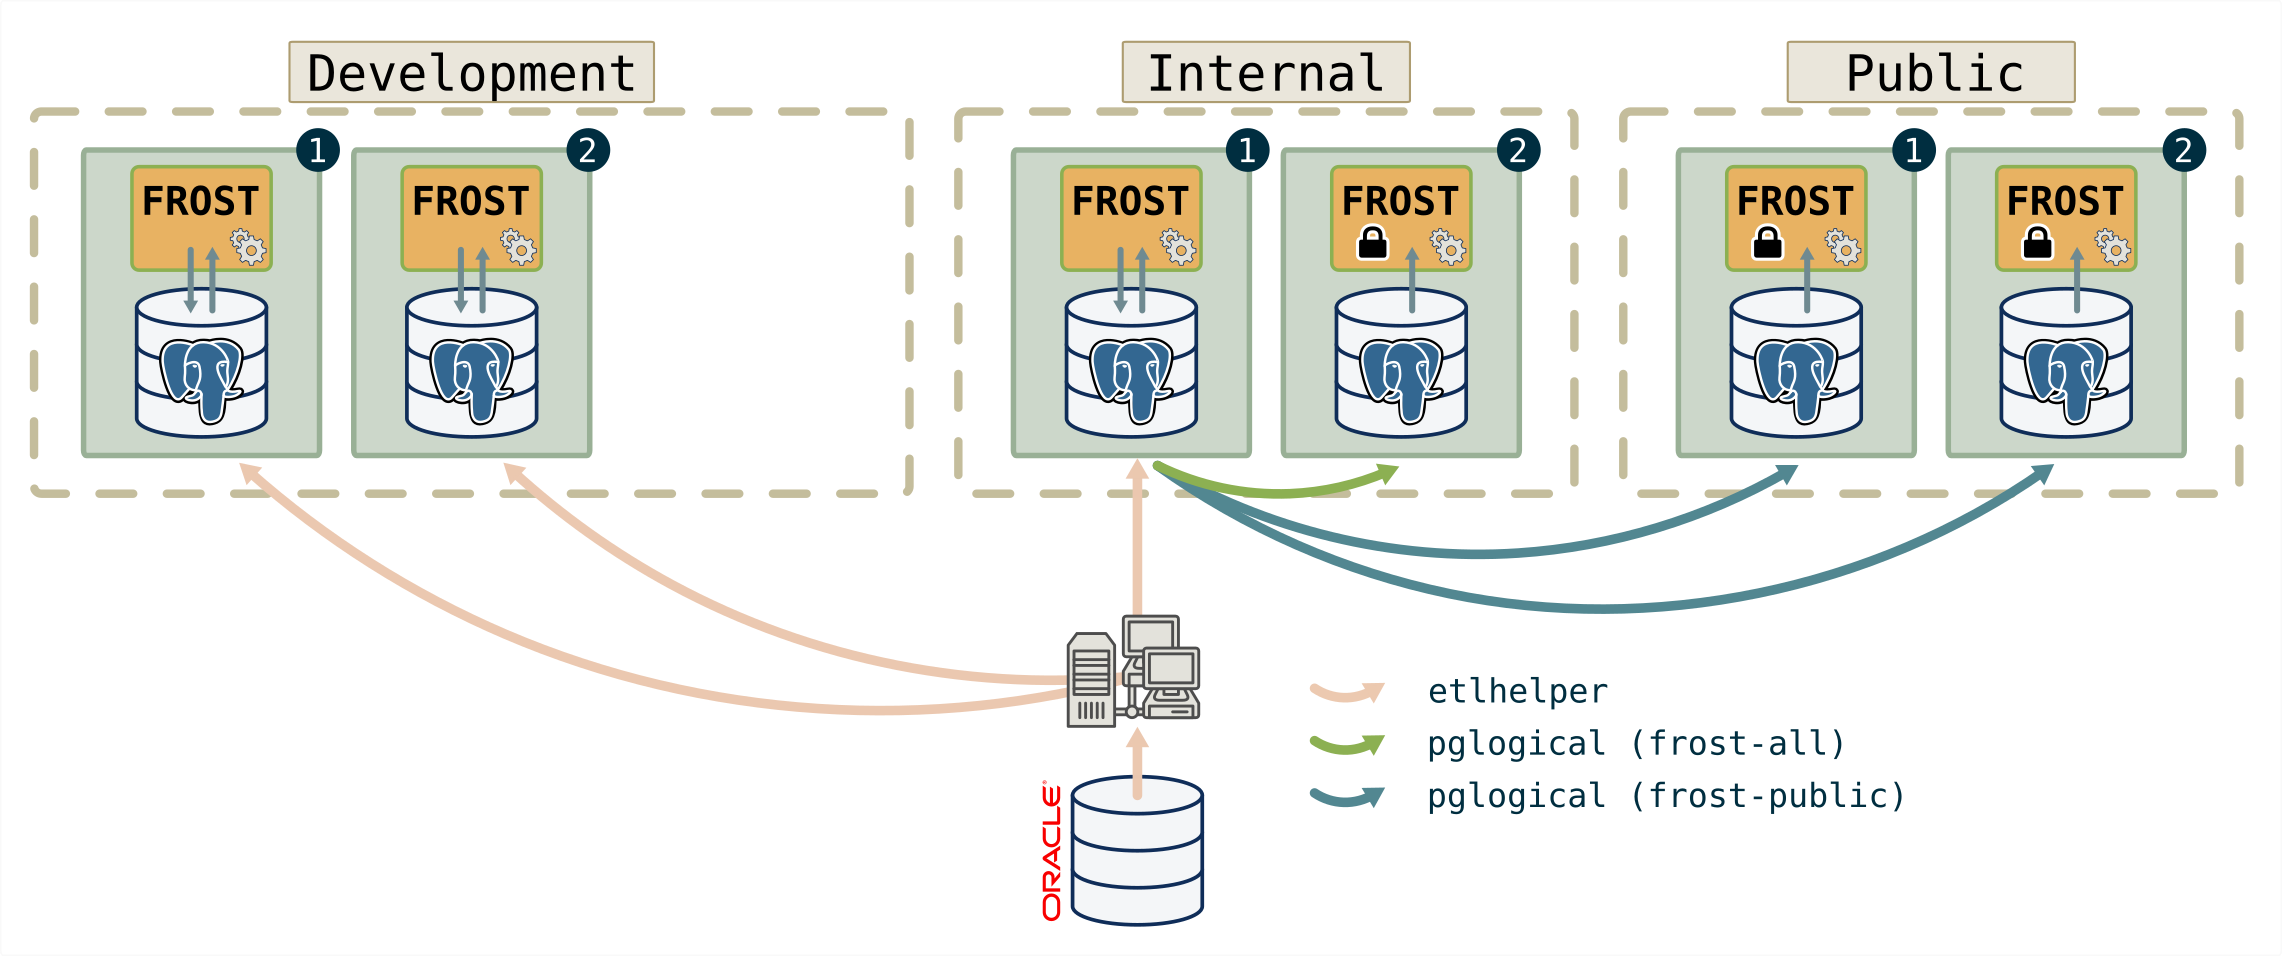 Development
Internal
Public
1
2
1
2
1
2
FROST
FROST
FROST
FROST
FROST
FROST
etlhelper
pglogical (frost-all)
pglogical (frost-public)
ORACLE